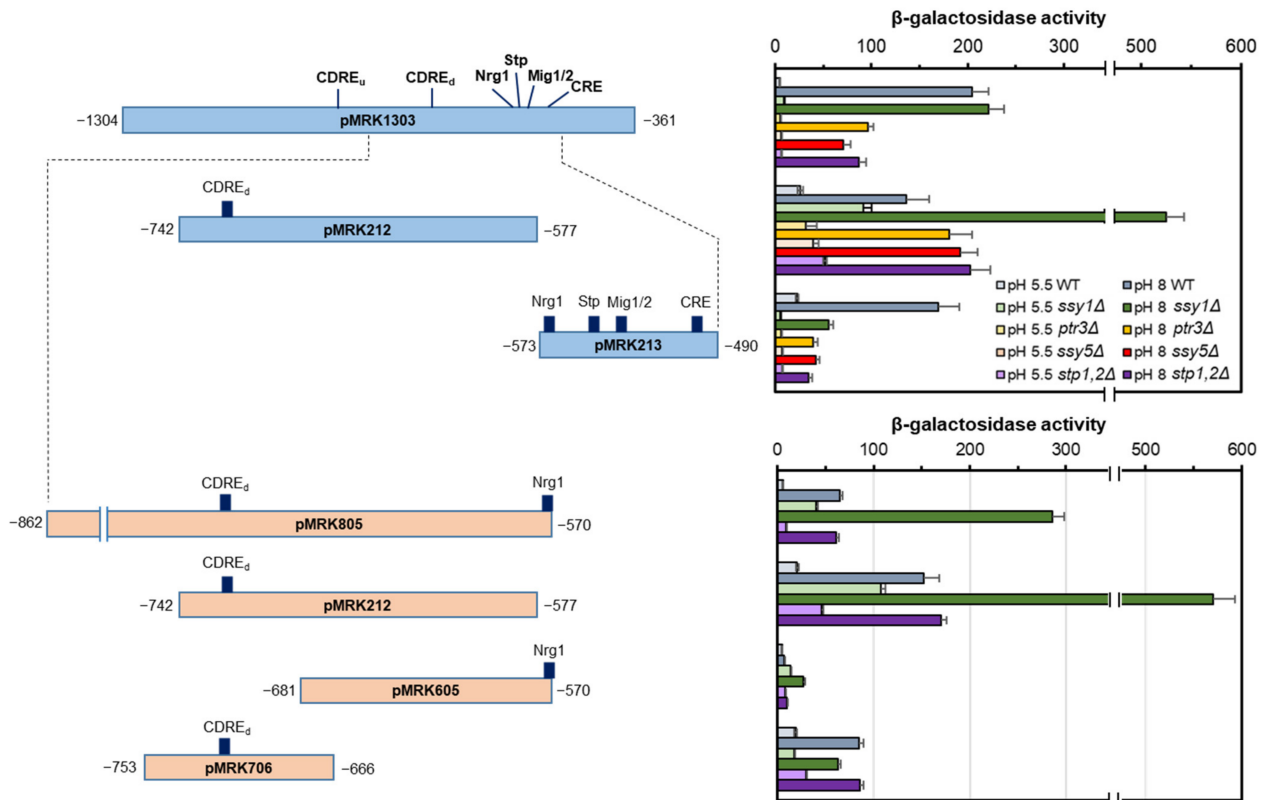 β-galactosidase activity
0 100 200 300 500 600
CDREu CDREd Nrg1 Stp Mig1/2 CRE
−1304 pMRK1303 −361
CDREd
−742 pMRK212 −577
Nrg1 Stp Mig1/2 CRE
−573 pMRK213 −490
pH 5.5 WT pH 8 WT
pH 5.5 ssy1Δ pH 8 ssy1Δ
pH 5.5 ptr3Δ pH 8 ptr3Δ
pH 5.5 ssy5Δ pH 8 ssy5Δ
pH 5.5 stp1,2Δ pH 8 stp1,2Δ
β-galactosidase activity
0 100 200 300 500 600
CDREd Nrg1
−862 pMRK805 −570
CDREd
−742 pMRK212 −577
Nrg1
−681 pMRK605 −570
CDREd
−753 pMRK706 −666